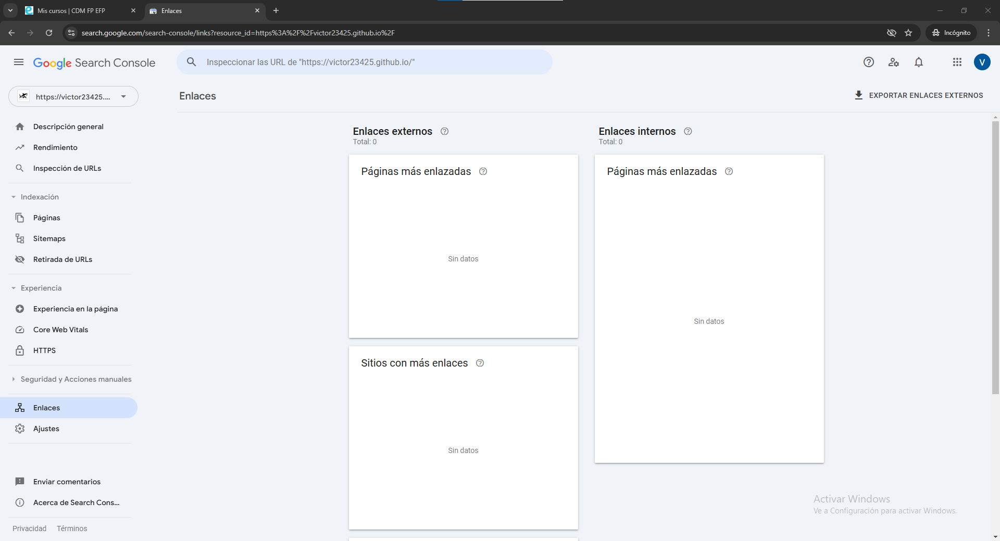 Mis cursos | CDM FP EFP
Enlaces
search.google.com/search-console/links?resource_id=https%3A%2F%2Fvictor23425.github.io%2F
Incógnito
Google Search Console
Inspeccionar las URL de "https://victor23425.github.io/"
V
https://victor23425....
Enlaces
EXPORTAR ENLACES EXTERNOS
Descripción general
Rendimiento
Inspección de URLs
Indexación
Páginas
Sitemaps
Retirada de URLs
Experiencia
Experiencia en la página
Core Web Vitals
HTTPS
Seguridad y Acciones manuales
Enlaces
Ajustes
Enviar comentarios
Acerca de Search Cons...
Privacidad Términos
Enlaces externos
Total: 0
Páginas más enlazadas
Sin datos
Sitios con más enlaces
Sin datos
Enlaces internos
Total: 0
Páginas más enlazadas
Sin datos
Activar Windows
Ve a Configuración para activar Windows.